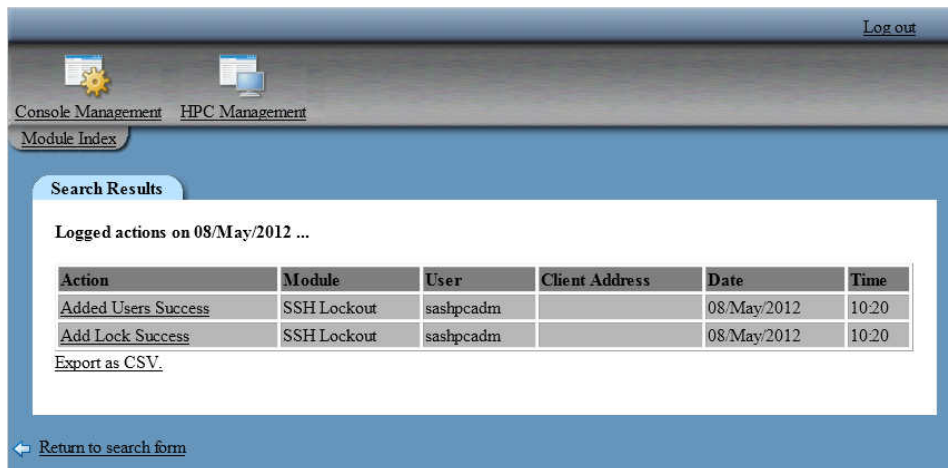 Log out
Console Management HPC Management
Module Index
Search Results
Logged actions on 08/May/2012 ...
Action Module User Client Address Date Time
Added Users Success SSH Lockout sashpcadm 08/May/2012 10:20
Add Lock Success SSH Lockout sashpcadm 08/May/2012 10:20
Export as CSV.
Return to search form